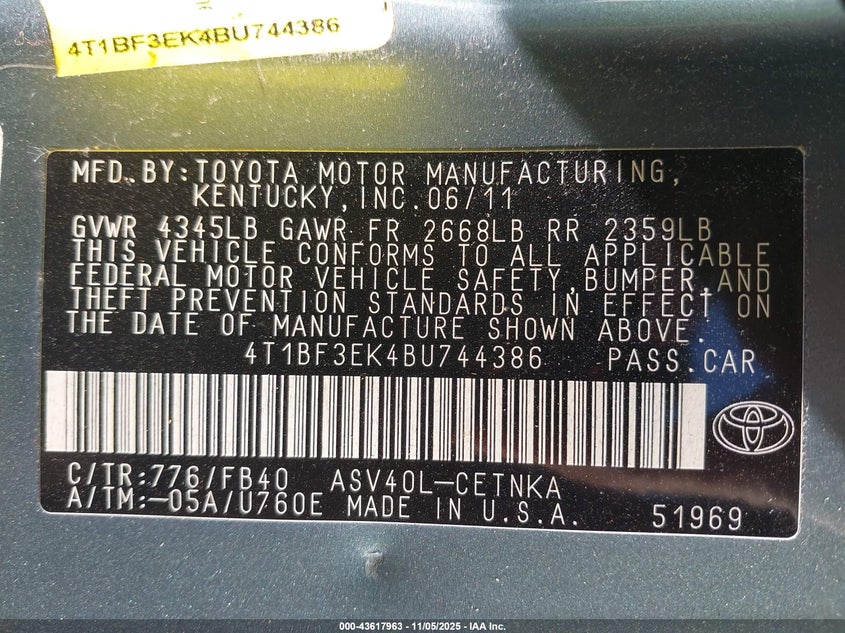 4T1BF3EK4BU744386
MFD.BY:TOYOTA MOTOR MANUFACTURING,
KENTUCKY,INC.06/11
GVWR 4345LB GAWR FR 2668LB RR 2359LB
THIS VEHICLE CONFORMS TO ALL APPLICABLE
FEDERAL MOTOR VEHICLE SAFETY,BUMPER,AND
THEFT PREVENTION STANDARDS IN EFFECT ON
THE DATE OF MANUFACTURE SHOWN ABOVE.
4T1BF3EK4BU744386 PASS.CAR
C/TR:776/FB40 ASV40L-CETNKA
A/TM:-05A/U760E MADE IN U.S.A. 51969
000-43617963 - 11/05/2025 - IAA Inc.